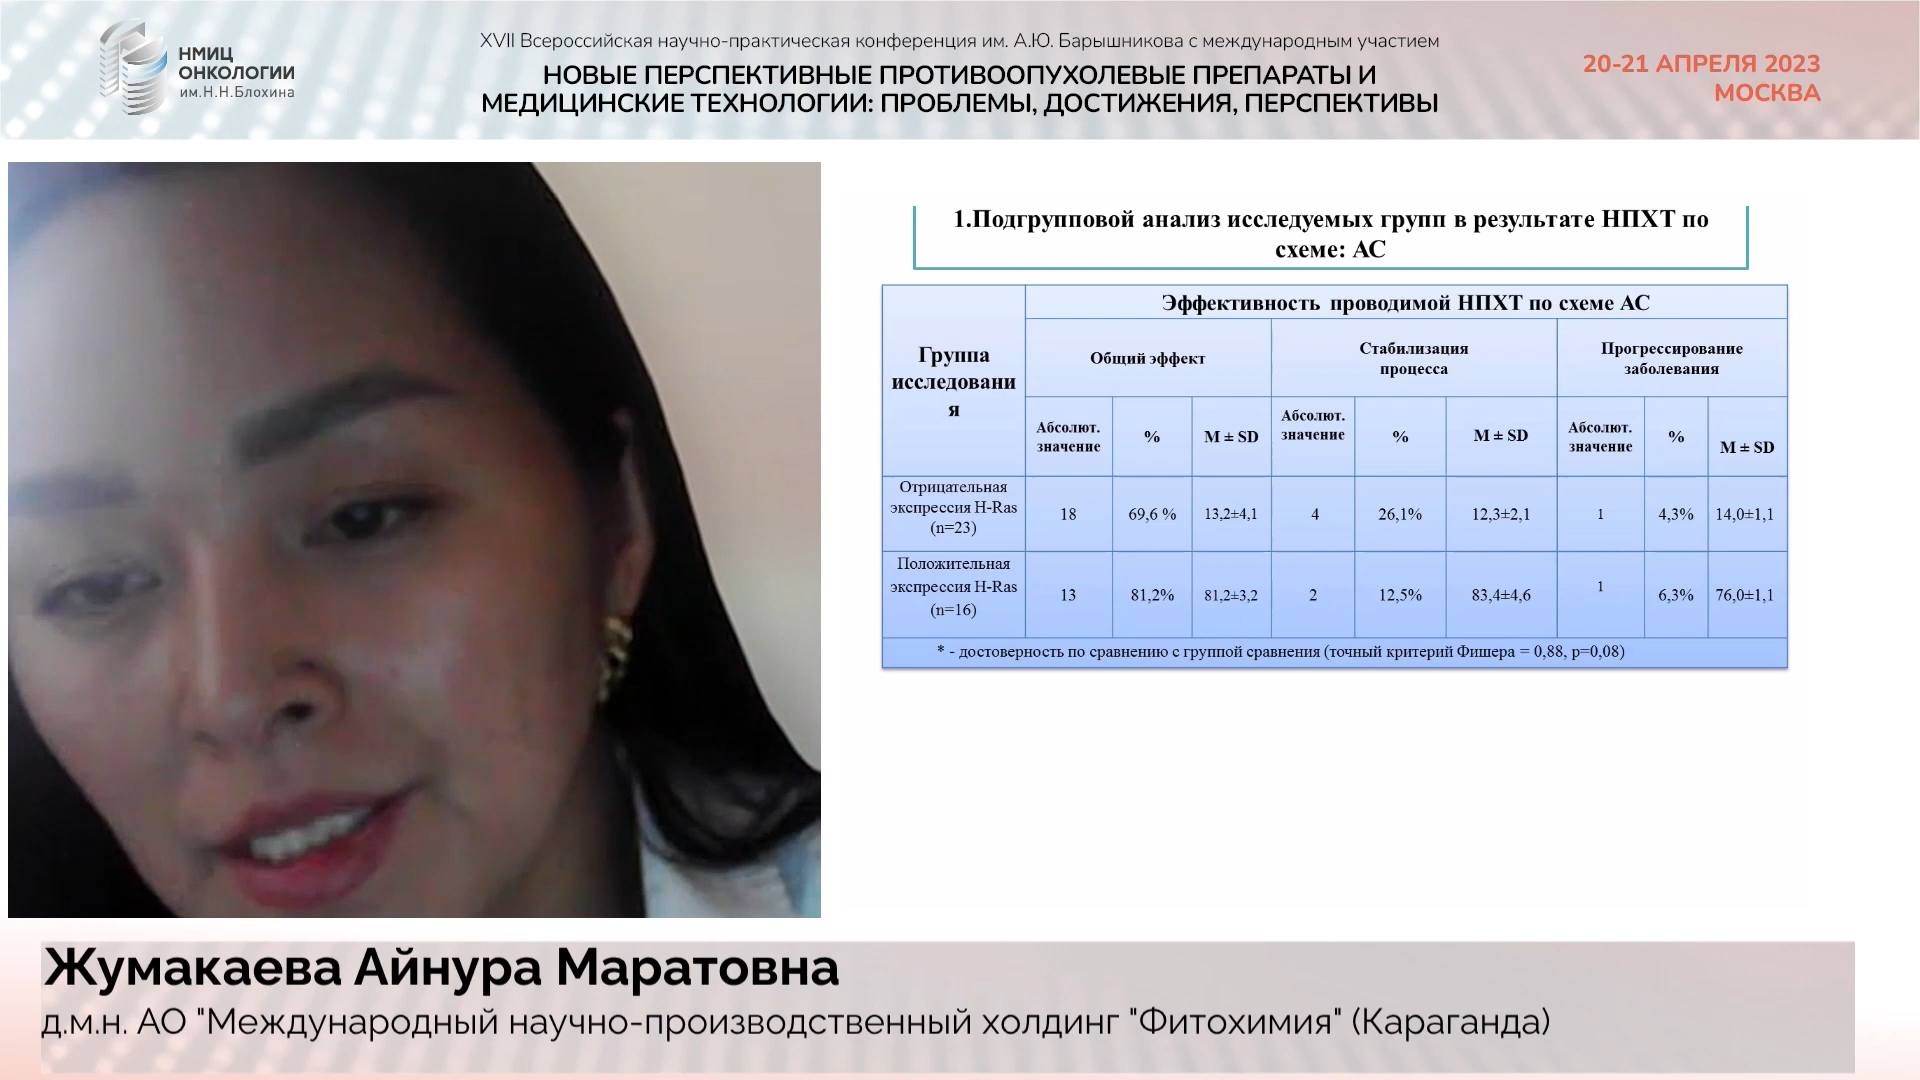 НМИЦ
ОНКОЛОГИИ
им.Н.Н.Блохина
XVII Всероссийская научно-практическая конференция им. А.Ю. Барышникова с международным участием
НОВЫЕ ПЕРСПЕКТИВНЫЕ ПРОТИВООПУХОЛЕВЫЕ ПРЕПАРАТЫ И
МЕДИЦИНСКИЕ ТЕХНОЛОГИИ: ПРОБЛЕМЫ, ДОСТИЖЕНИЯ, ПЕРСПЕКТИВЫ
20-21 АПРЕЛЯ 2023
МОСКВА
1.Подгрупповой анализ исследуемых групп в результате НПХТ по
схеме: АС
Группа
исследовани
я
Эффективность проводимой НПХТ по схеме АС
Общий эффект
Стабилизация
процесса
Прогрессирование
заболевания
Абсолют.
значение
%
M ± SD
Абсолют.
значение
%
M ± SD
Абсолют.
значение
%
M ± SD
Отрицательная
экспрессия H-Ras
(n=23)
18
69,6 %
13,2±4,1
4
26,1%
12,3±2,1
1
4,3%
14,0±1,1
Положительная
экспрессия H-Ras
(n=16)
13
81,2%
81,2±3,2
2
12,5%
83,4±4,6
1
6,3%
76,0±1,1
* - достоверность по сравнению с группой сравнения (точный критерий Фишера = 0,88, p=0,08)
Жумакаева Айнура Маратовна
д.м.н. АО "Международный научно-производственный холдинг "Фитохимия" (Караганда)